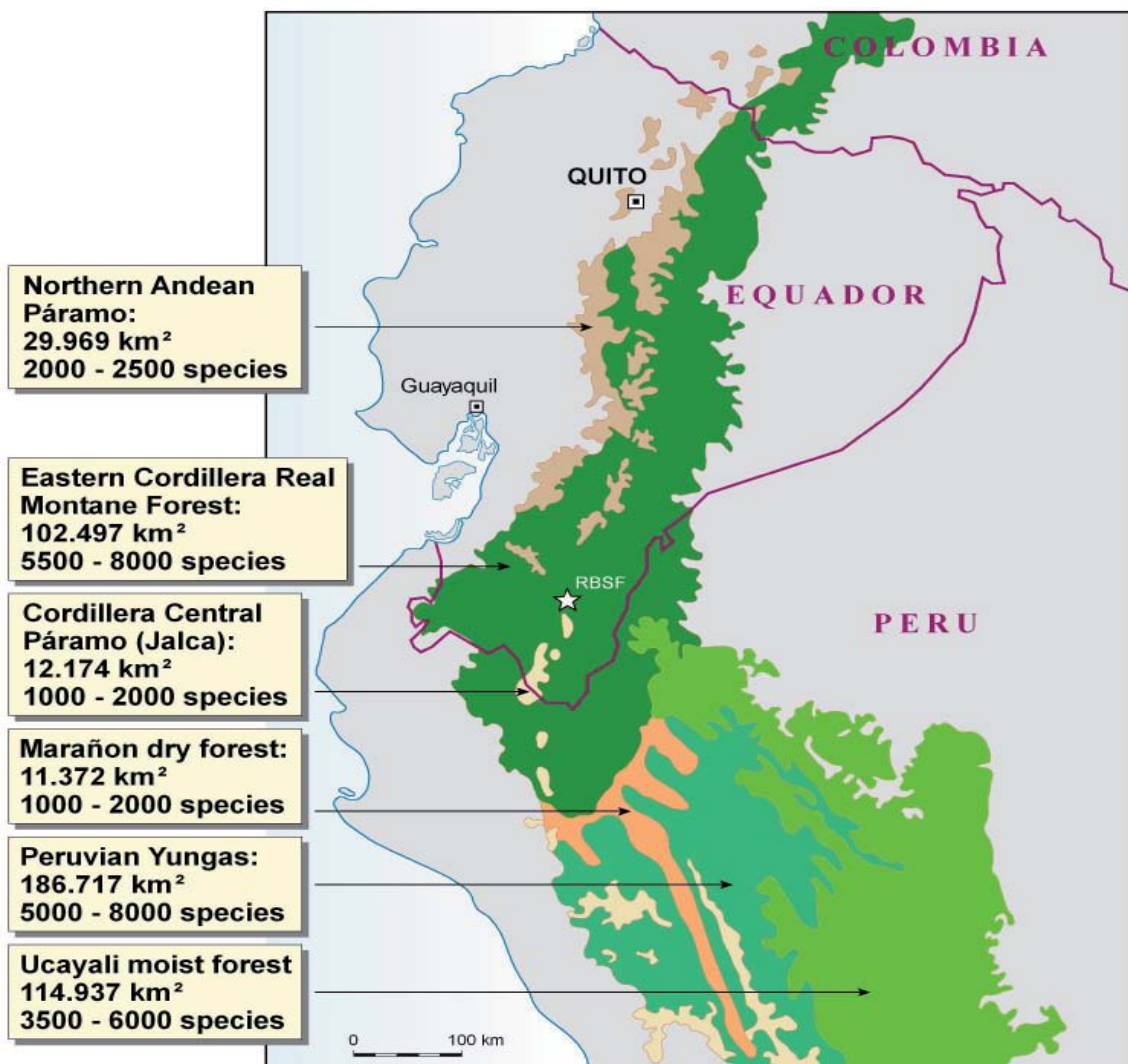 COLOMBIA
QUITO
Northern Andean
Páramo:
29.969 km²
2000 - 2500 species
EQUADOR
Guayaquil
Eastern Cordillera Real
Montane Forest:
102.497 km²
5500 - 8000 species
RBSF
Cordillera Central
Páramo (Jalca):
12.174 km²
1000 - 2000 species
PERU
Marañon dry forest:
11.372 km²
1000 - 2000 species
Peruvian Yungas:
186.717 km²
5000 - 8000 species
Ucayali moist forest
114.937 km²
3500 - 6000 species
0 100 km